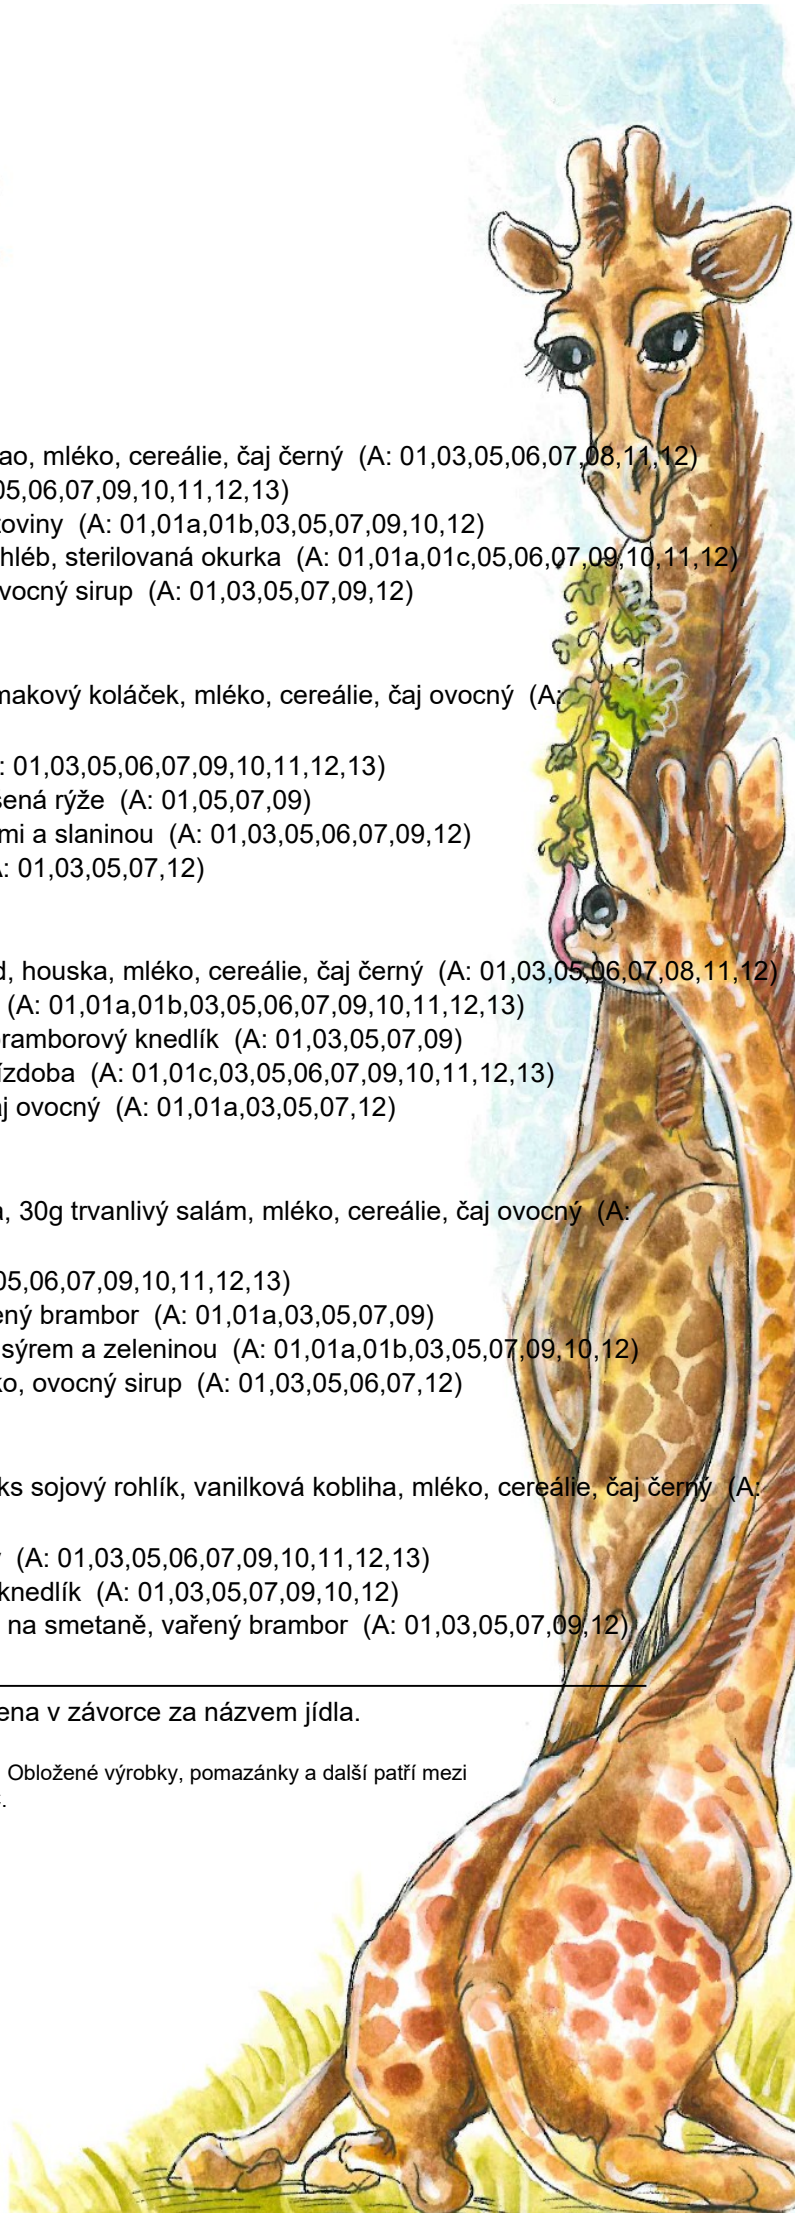 ao, mléko, cereálie, čaj černý (A: 01,03,05,06,07,08,11,12)
05,06,07,09,10,11,12,13)
toviny (A: 01,01a,01b,03,05,07,09,10,12)
hléb, sterilovaná okurka (A: 01,01a,01c,05,06,07,09,10,11,12)
vocný sirup (A: 01,03,05,07,09,12)
makový koláček, mléko, cereálie, čaj ovocný (A:
: 01,03,05,06,07,09,10,11,12,13)
sená rýže (A: 01,05,07,09)
mi a slaninou (A: 01,03,05,06,07,09,12)
A: 01,03,05,07,12)
d, houska, mléko, cereálie, čaj černý (A: 01,03,05,06,07,08,11,12)
(A: 01,01a,01b,03,05,06,07,09,10,11,12,13)
bramborový knedlík (A: 01,03,05,07,09)
ízdoba (A: 01,01c,03,05,06,07,09,10,11,12,13)
aj ovocný (A: 01,01a,03,05,07,12)
a, 30g trvanlivý salám, mléko, cereálie, čaj ovocný (A:
05,06,07,09,10,11,12,13)
ený brambor (A: 01,01a,03,05,07,09)
sýrem a zeleninou (A: 01,01a,01b,03,05,07,09,10,12)
ko, ovocný sirup (A: 01,03,05,06,07,12)
ks sojový rohlík, vanilková kobliha, mléko, cereálie, čaj černý (A:
(A: 01,03,05,06,07,09,10,11,12,13)
knedlík (A: 01,03,05,07,09,10,12)
na smetaně, vařený brambor (A: 01,03,05,07,09,12)
ena v závorce za názvem jídla.
Obložené výrobky, pomazánky a další patří mezi